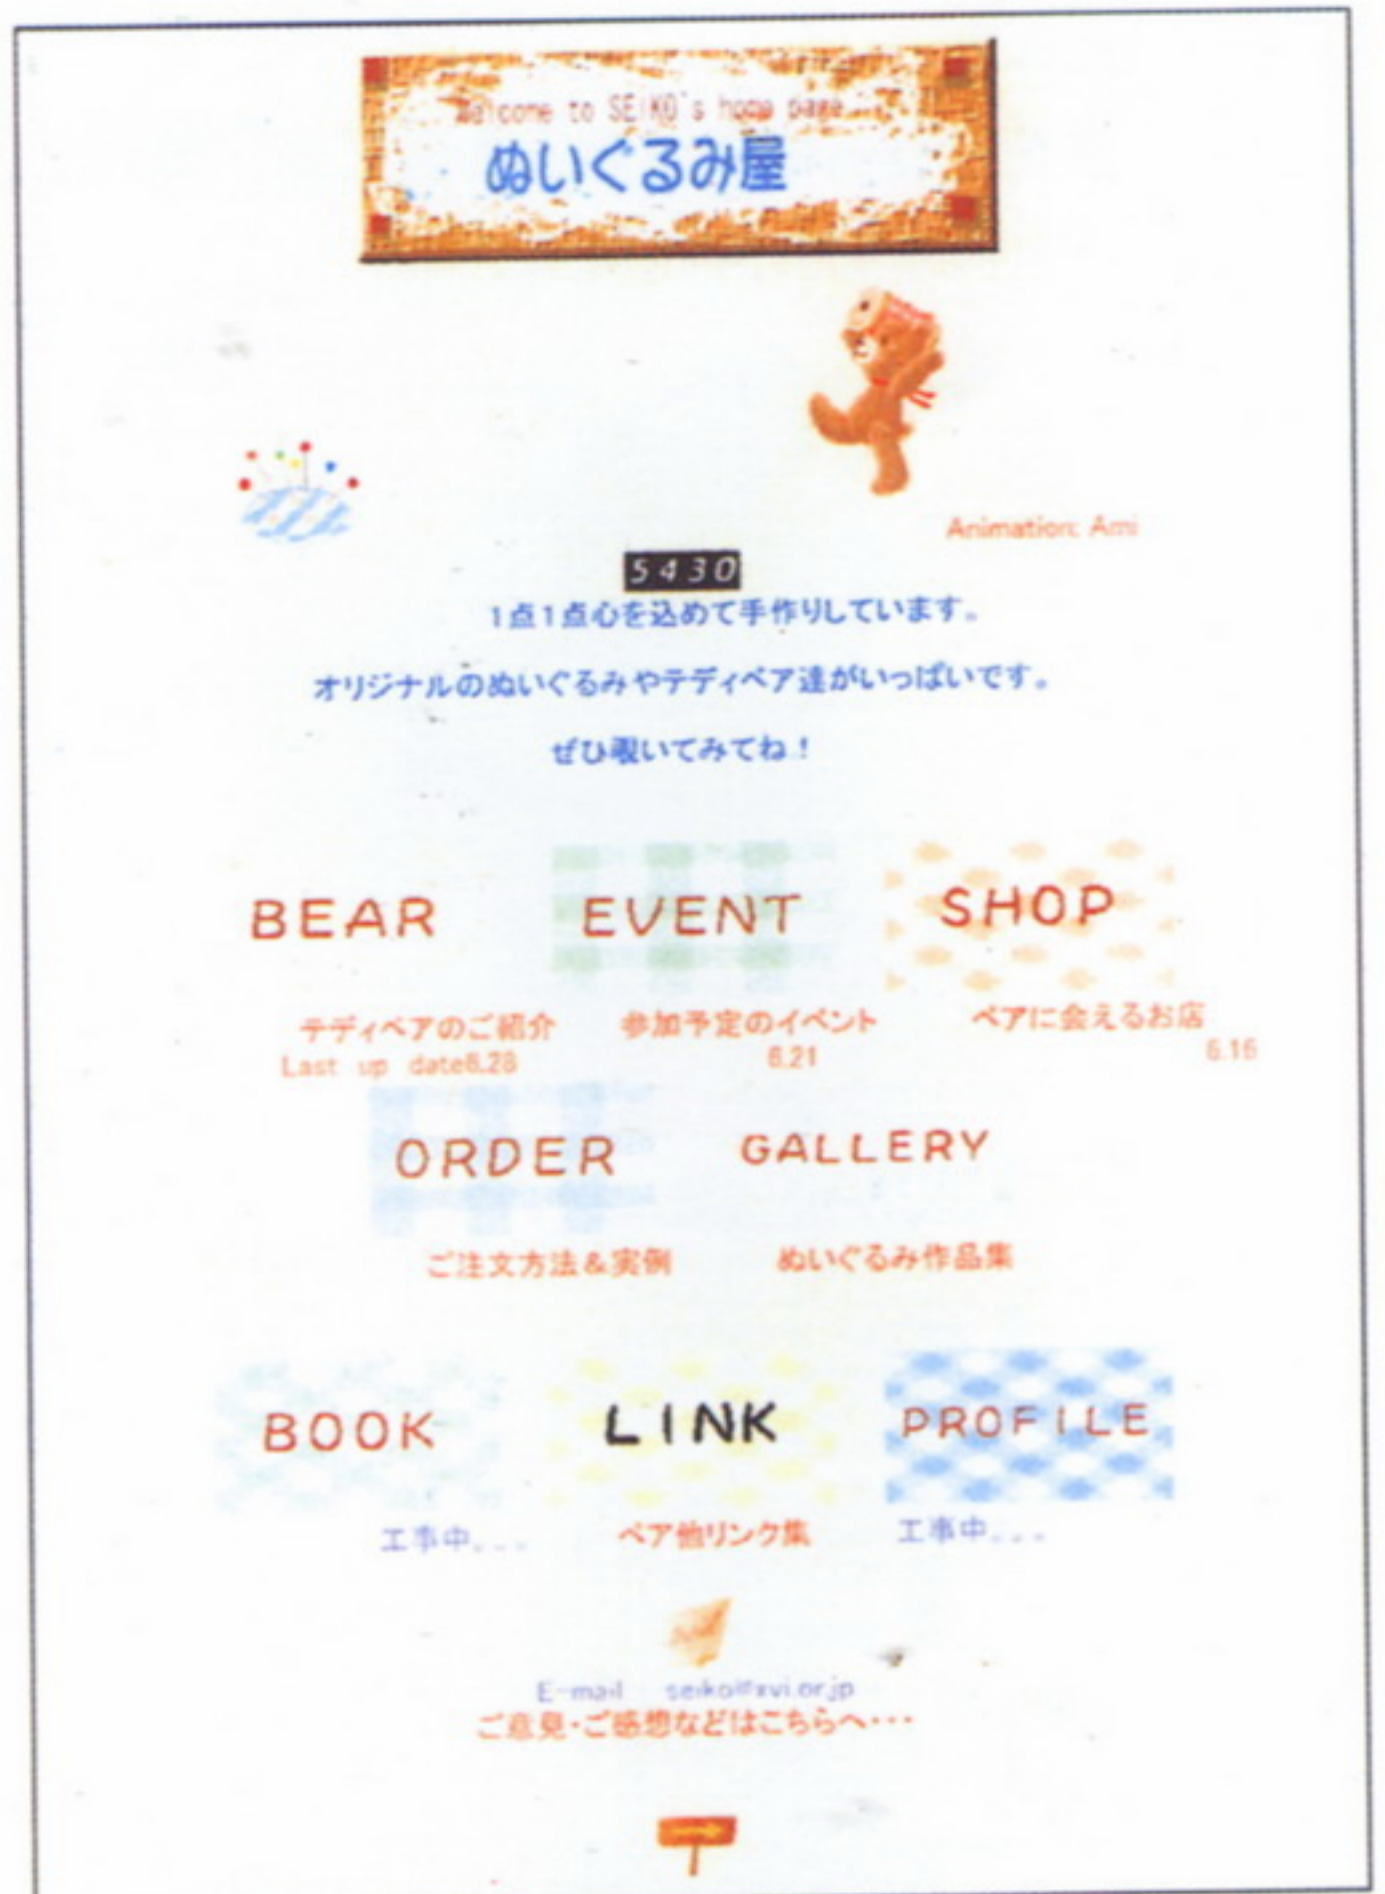 Welcome to SEIKO's home page
ぬいぐるみ屋
Animation: Ami
5430
1点1点心を込めて手作りしています。
オリジナルのぬいぐるみやテディベア達がいっぱいです。
ぜひ覗いてみてね!
BEAR EVENT SHOP
テディベアのご紹介 参加予定のイベント ベアに会えるお店
Last up date6.28 6.21 6.16
ORDER GALLERY
ご注文方法&実例 ぬいぐるみ作品集
BOOK LINK PROFILE
工事中... ベア他リンク集 工事中...
E-mail seiko@xvi.or.jp
ご意見・ご感想などはこちらへ・・・